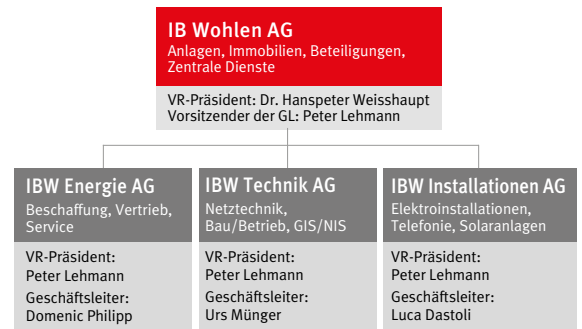 IB Wohlen AG
Anlagen, Immobilien, Beteiligungen,
Zentrale Dienste
VR-Präsident: Dr. Hanspeter Weisshaupt
Vorsitzender der GL: Peter Lehmann
IBW Energie AG
Beschaffung, Vertrieb,
Service
VR-Präsident:
Peter Lehmann
Geschäftsleiter:
Domenic Philipp
IBW Technik AG
Netztechnik,
Bau/Betrieb, GIS/NIS
VR-Präsident:
Peter Lehmann
Geschäftsleiter:
Urs Münger
IBW Installationen AG
Elektroinstallationen,
Telefonie, Solaranlagen
VR-Präsident:
Peter Lehmann
Geschäftsleiter:
Luca Dastoli